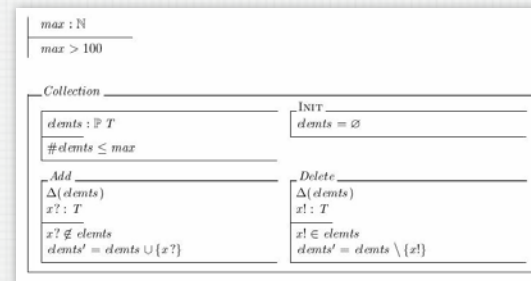 max : ℕ
max > 100
Collection
elemts : ℙ T
#elemts ≤ max
INIT
elemts = ∅
Add
Δ(elemts)
x? : T
x? ∉ elemts
elemts′ = elemts ∪ {x?}
Delete
Δ(elemts)
x! : T
x! ∈ elemts
elemts′ = elemts \ {x!}